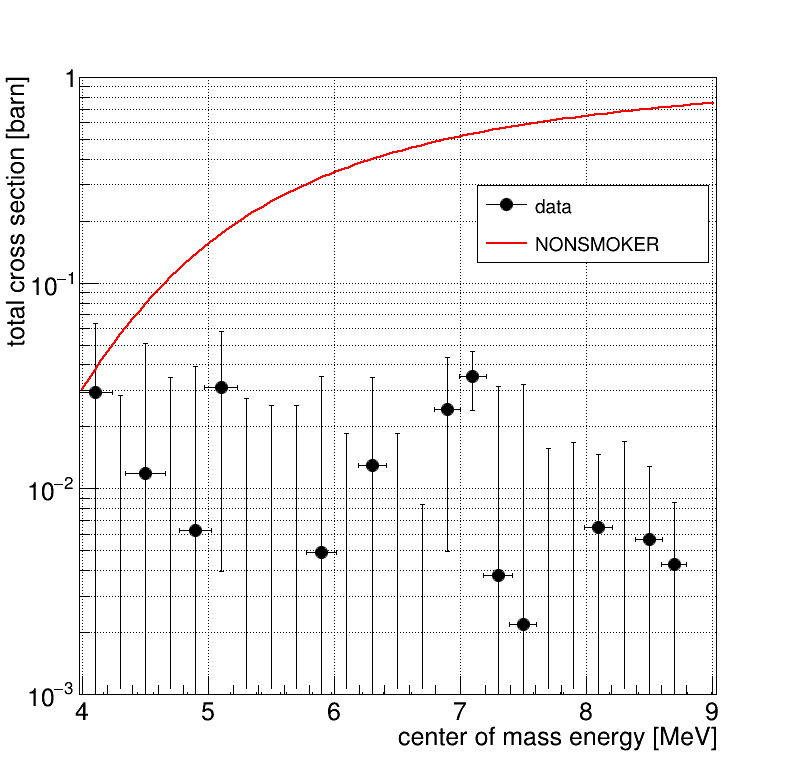 total cross section [barn]
1
10⁻¹
10⁻²
10⁻³
data
NONSMOKER
4 5 6 7 8 9
center of mass energy [MeV]